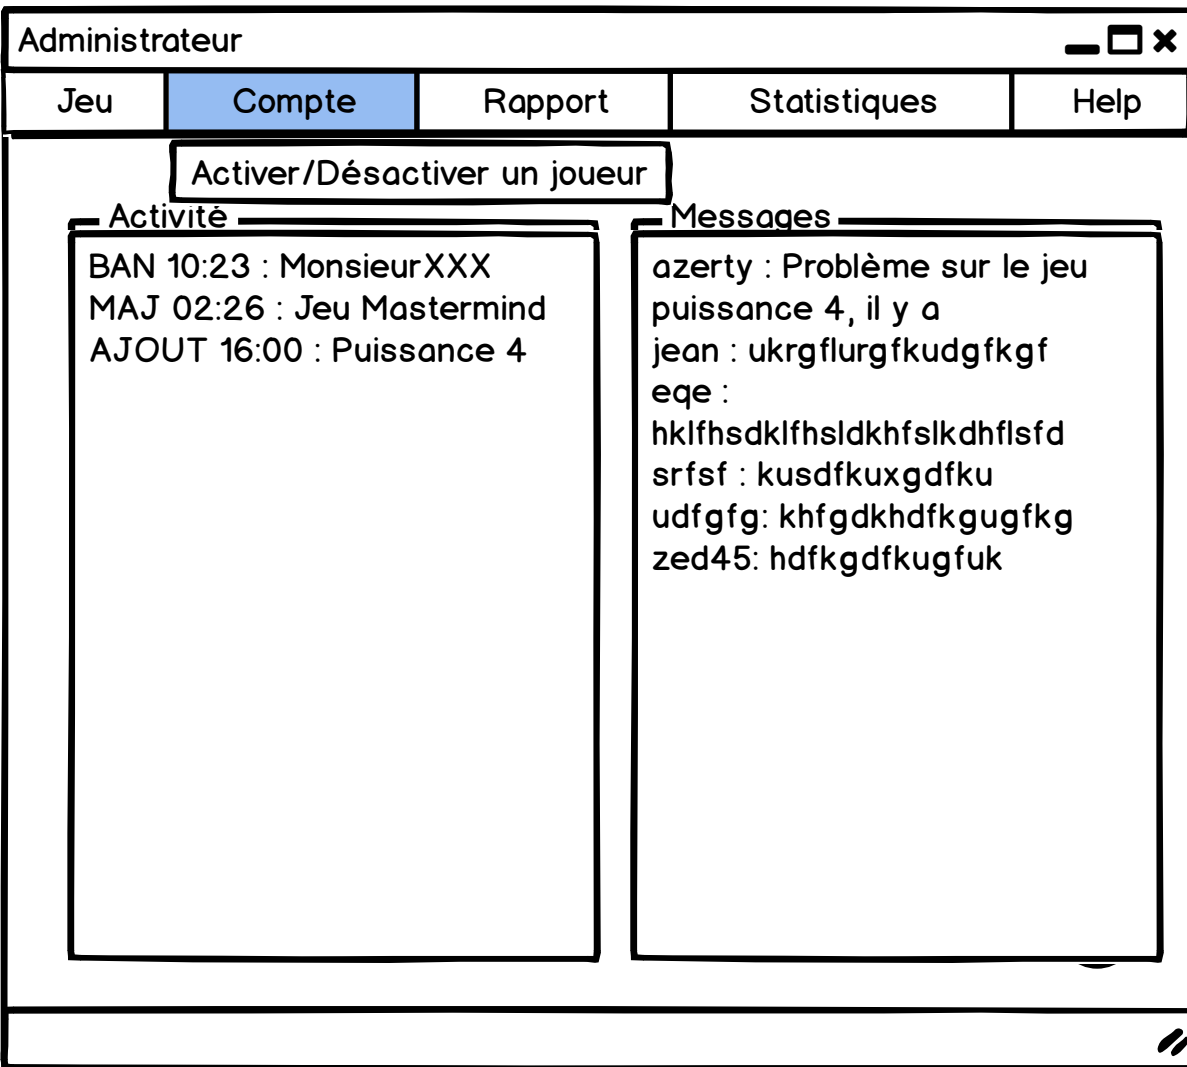 Administrateur
Jeu Compte Rapport Statistiques Help
Activer/Désactiver un joueur
Activité
BAN 10:23 : MonsieurXXX
MAJ 02:26 : Jeu Mastermind
AJOUT 16:00 : Puissance 4
Messages
azerty : Problème sur le jeu
puissance 4, il y a
jean : ukrgflurgfkudgfkgf
eqe :
hklfhsdklfhsldkhfslkdhflsfd
srfsf : kusdfkuxgdfku
udfgfg: khfgdkhdfkgugfkg
zed45: hdfkgdfkugfuk